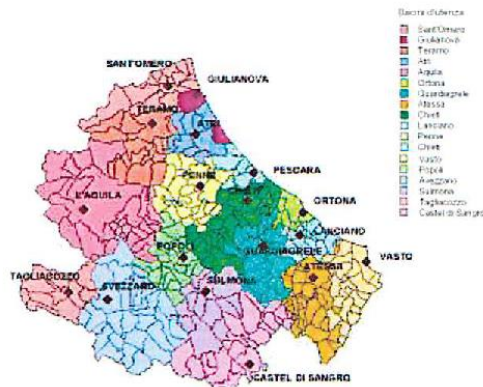 Bacini d'utenza
Sant'Omero
Giulianova
Teramo
Atri
Aquila
Ortona
Guardiagrele
Atessa
Chieti
Lanciano
Penne
Chieti
Vasto
Popoli
Avezzano
Sulmona
Tagliacozzo
Castel di Sangro
SANT'OMERO
GIULIANOVA
TERAMO
ATRI
PENNE
PESCARA
L'AQUILA
ORTONA
LANCIANO
POPOLI
GUARDIAGRELE
VASTO
TAGLIACOZZO
AVEZZANO
SULMONA
ATESSA
CASTEL DI SANGRO